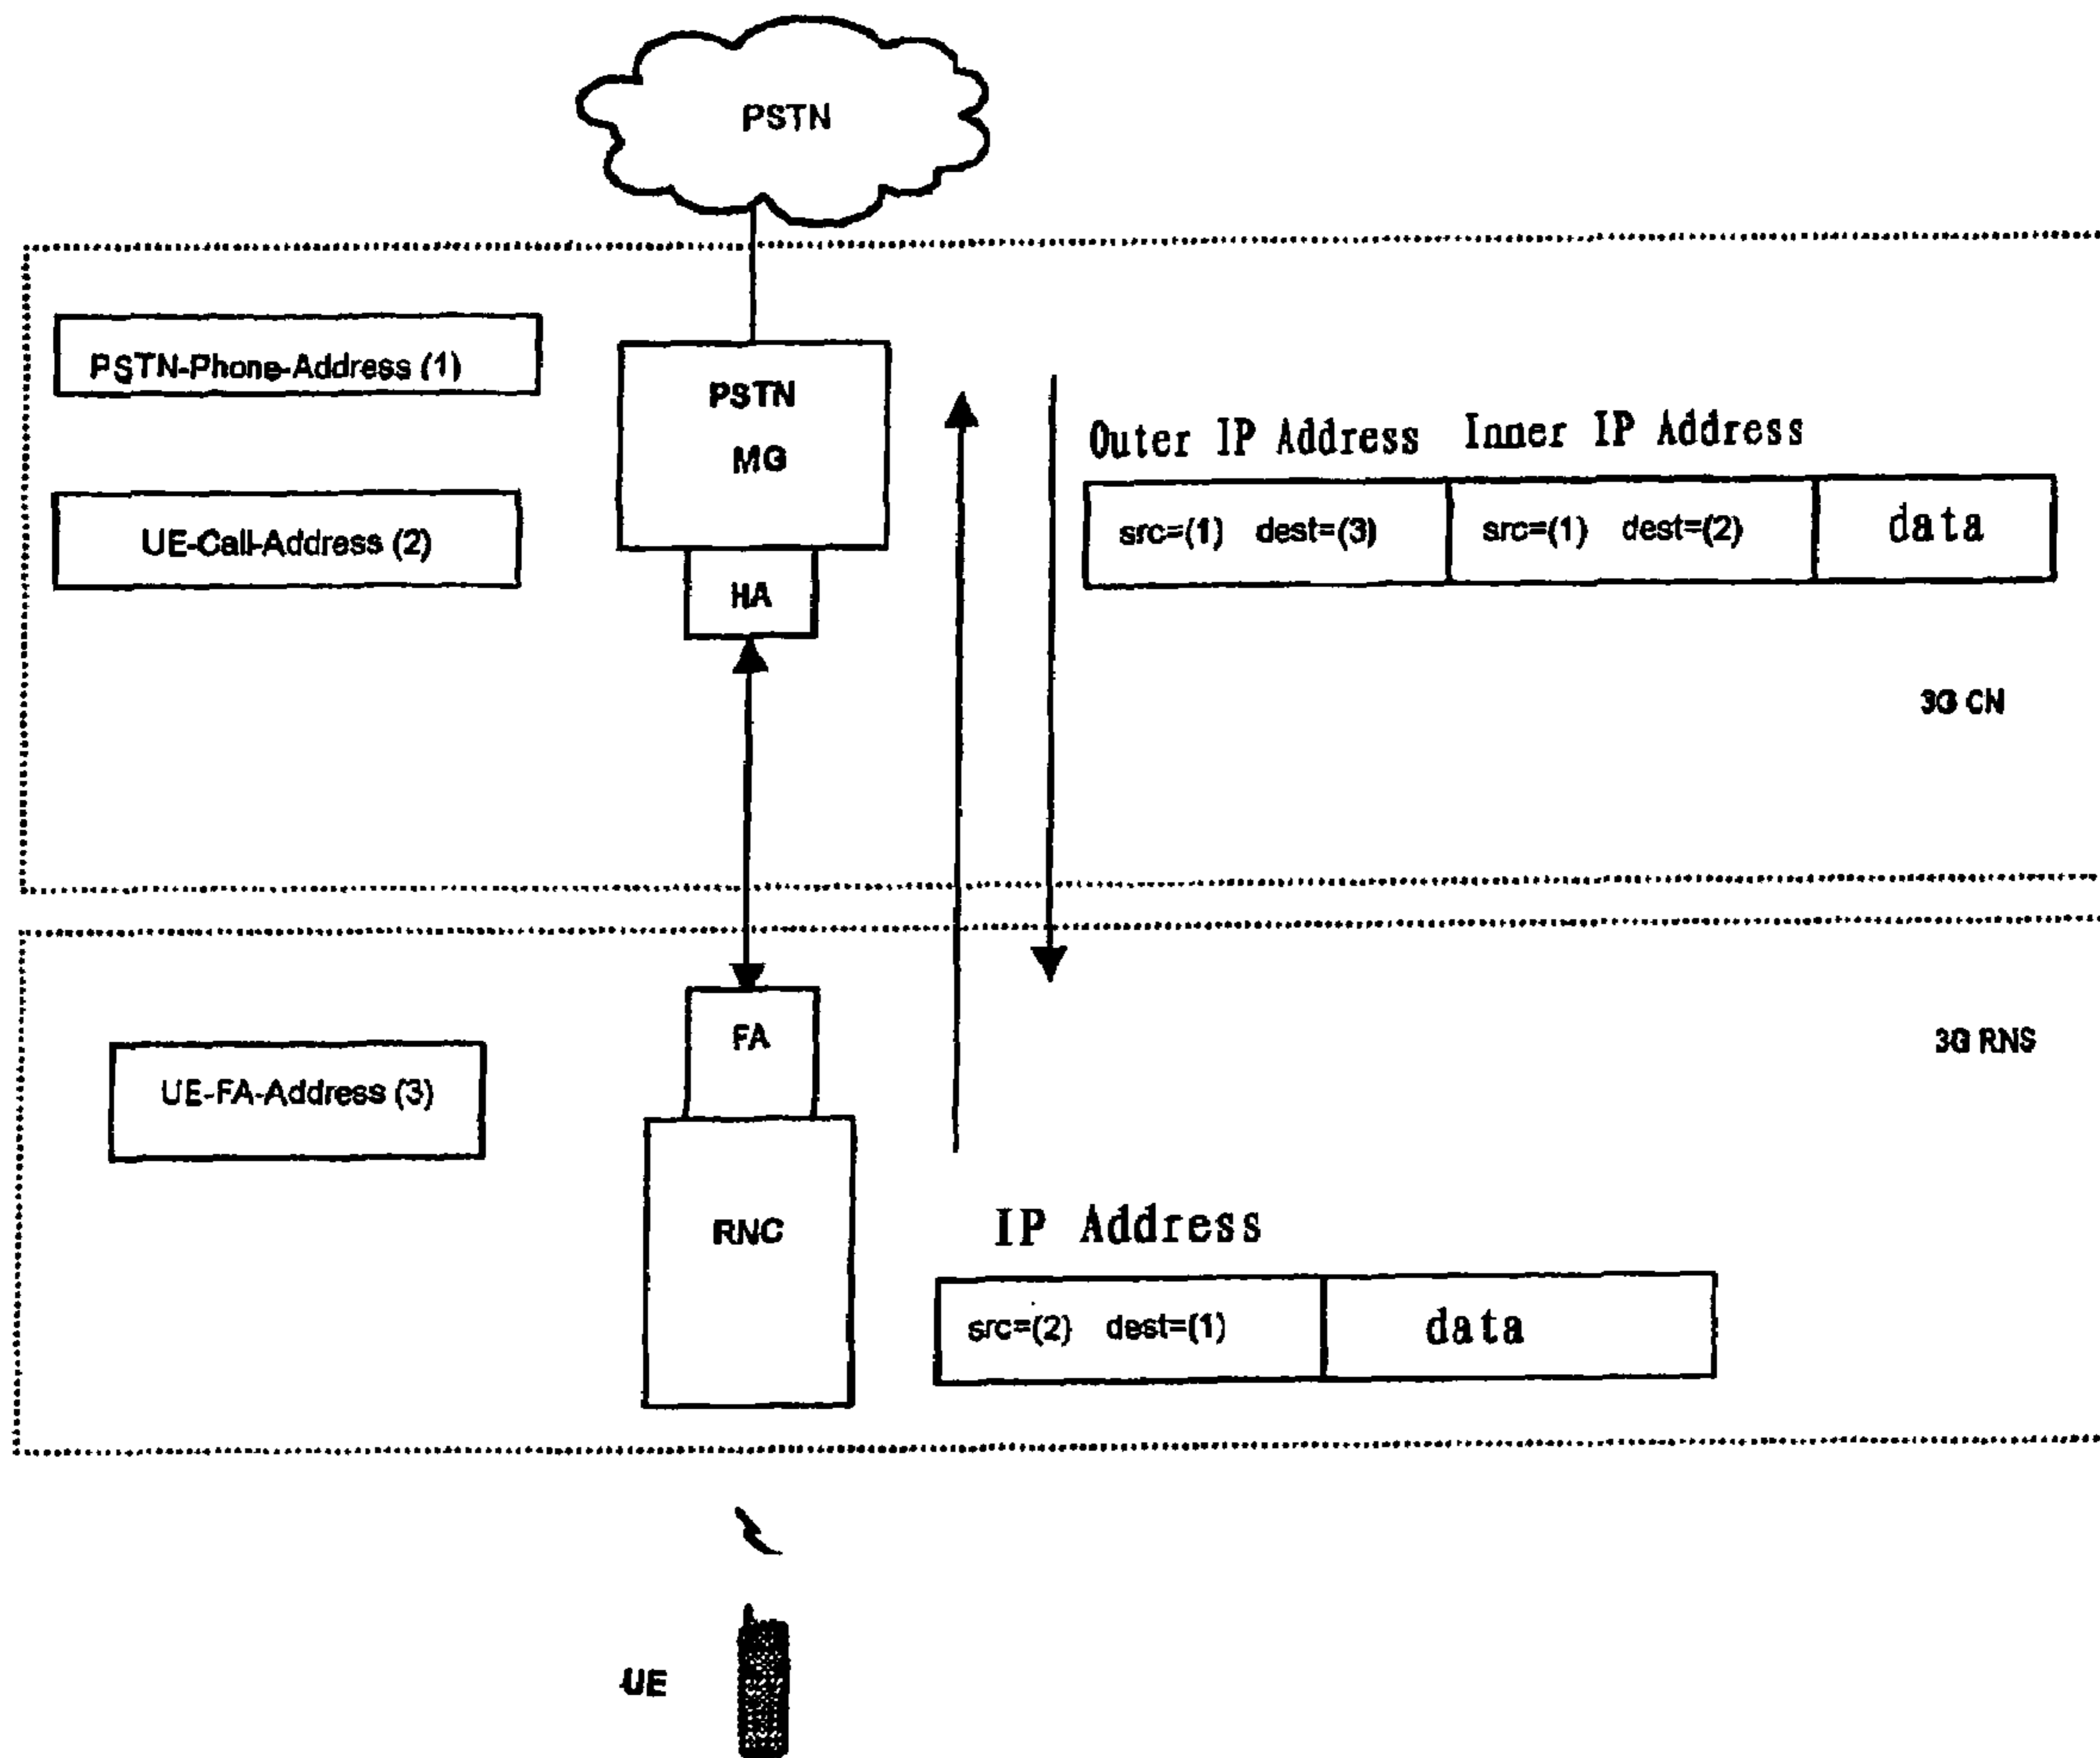 PSTN
PSTN-Phone-Address (1)
PSTN
MG
Outer IP Address Inner IP Address
src=(1) dest=(3) src=(1) dest=(2) data
UE-Call-Address (2)
HA
3G CN
FA
3G RNS
UE-FA-Address (3)
RNC
IP Address
src=(2) dest=(1) data
UE